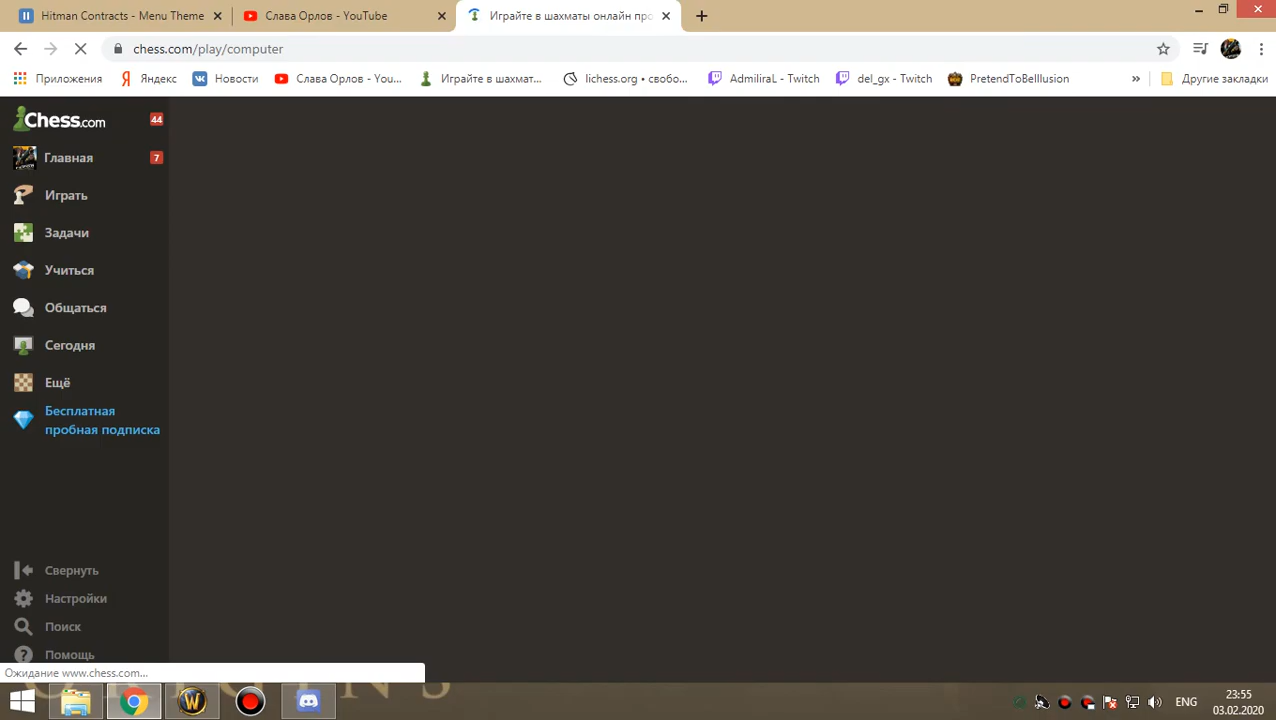 Hitman Contracts - Menu Theme
Слава Орлов - YouTube
Играйте в шахматы онлайн про
chess.com/play/computer
Приложения
Яндекс
Новости
Слава Орлов - You...
Играйте в шахмат...
lichess.org • свобо...
AdmiliraL - Twitch
del_gx - Twitch
PretendToBeIllusion
»
Другие закладки
Chess.com
44
Главная
7
Играть
Задачи
Учиться
Общаться
Сегодня
Ещё
Бесплатная
пробная подписка
Свернуть
Настройки
Поиск
Помощь
Ожидание www.chess.com...
ENG
23:55
03.02.2020